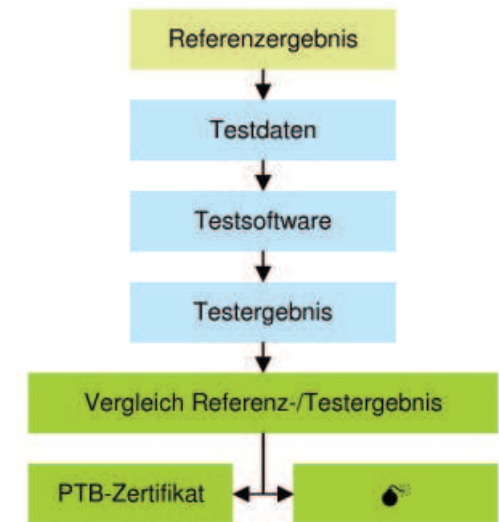 Referenzergebnis
Testdaten
Testsoftware
Testergebnis
Vergleich Referenz-/Testergebnis
PTB-Zertifikat